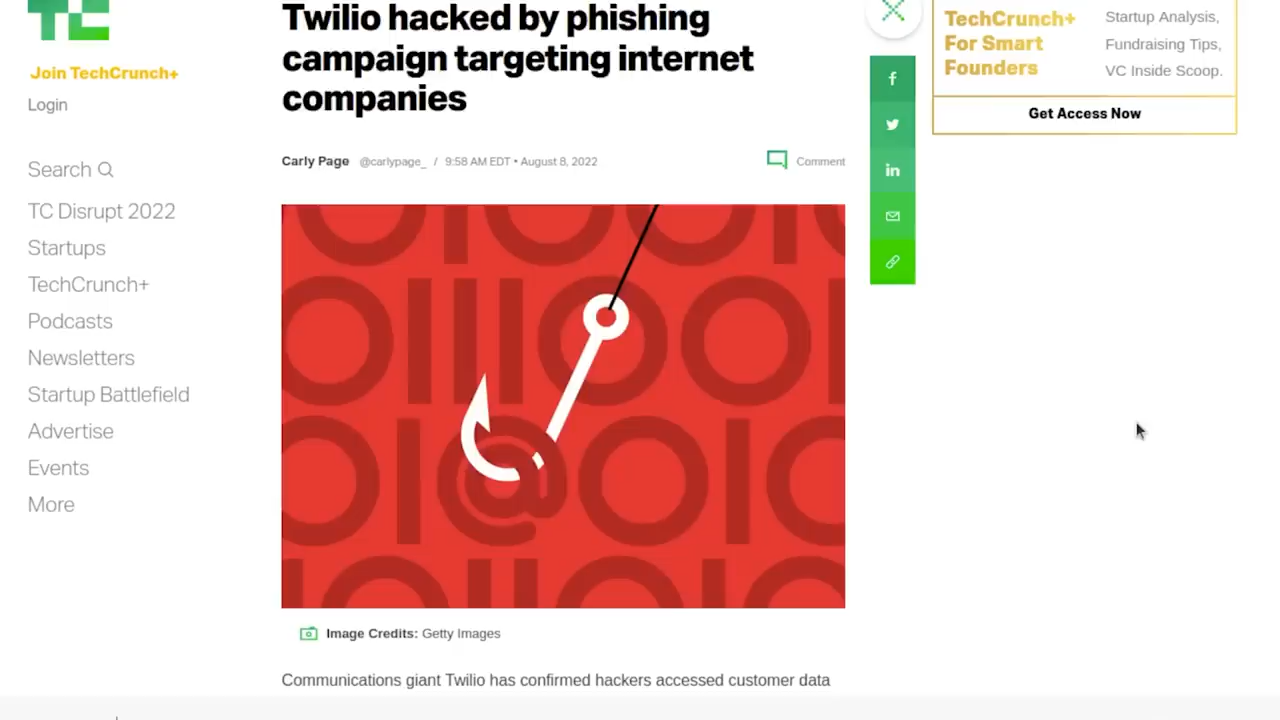 TC
Join TechCrunch+
Login
Search
TC Disrupt 2022
Startups
TechCrunch+
Podcasts
Newsletters
Startup Battlefield
Advertise
Events
More
Twilio hacked by phishing
campaign targeting internet
companies
Carly Page @carlypage_ / 9:58 AM EDT • August 8, 2022
Comment
Image Credits: Getty Images
Communications giant Twilio has confirmed hackers accessed customer data
TechCrunch+
For Smart
Founders
Startup Analysis,
Fundraising Tips,
VC Inside Scoop.
Get Access Now